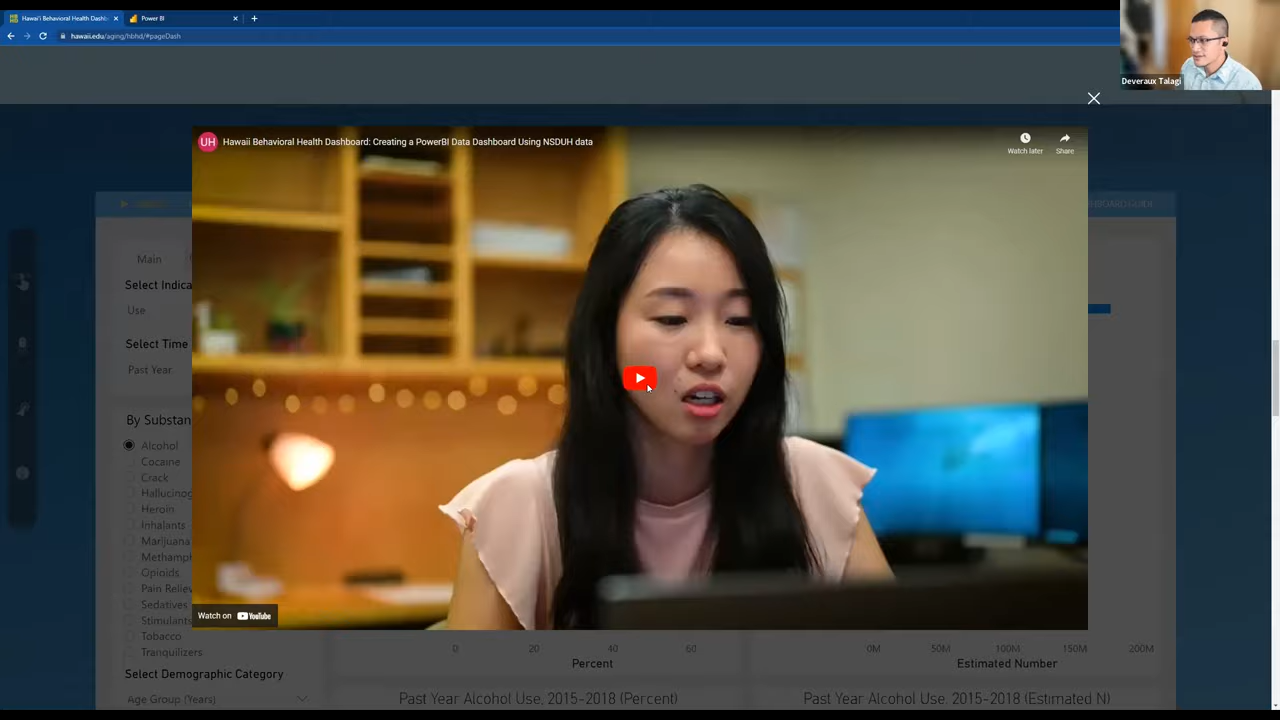 Hawai'i Behavioral Health Dashb
Power BI
hawaii.edu/aging/hbhd/#pageDash
Deveraux Talagi
UH
Hawaii Behavioral Health Dashboard: Creating a PowerBI Data Dashboard Using NSDUH data
Watch later
Share
BOARD GUIDE
Main
Select Indica
Use
Select Time
Past Year
By Substan
Alcohol
Cocaine
Crack
Hallucinog
Heroin
Inhalants
Marijuana
Methamph
Opioids
Pain Reliev
Sedatives
Stimulants
Tobacco
Tranquilizers
Watch on YouTube
0 20 40 60
Percent
0M 50M 100M 150M 200M
Estimated Number
Select Demographic Category
Age Group (Years)
Past Year Alcohol Use, 2015-2018 (Percent)
Past Year Alcohol Use. 2015-2018 (Estimated N)